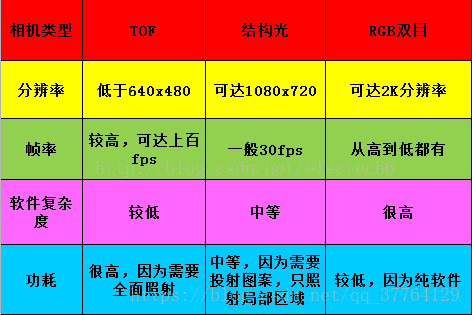 相机类型 TOF 结构光 RGB双目
分辨率 低于640x480 可达1080x720 可达2K分辨率
帧率 较高，可达上百
fps 一般30fps 从高到低都有
软件复杂
度 较低 中等 很高
功耗 很高，因为需要
全面照射 中等，因为需要
投射图案，只照
射局部区域 较低，因为纯软件